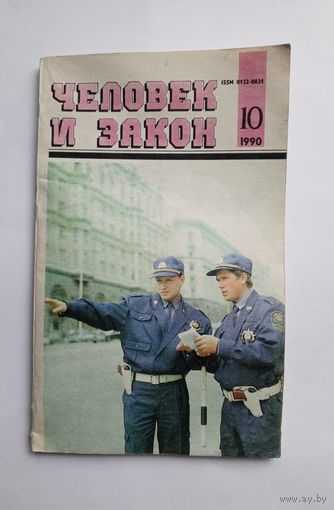 ISSN 0132-0831
ЧЕЛОВЕК
И ЗАКОН
10
1990
www.ay.by